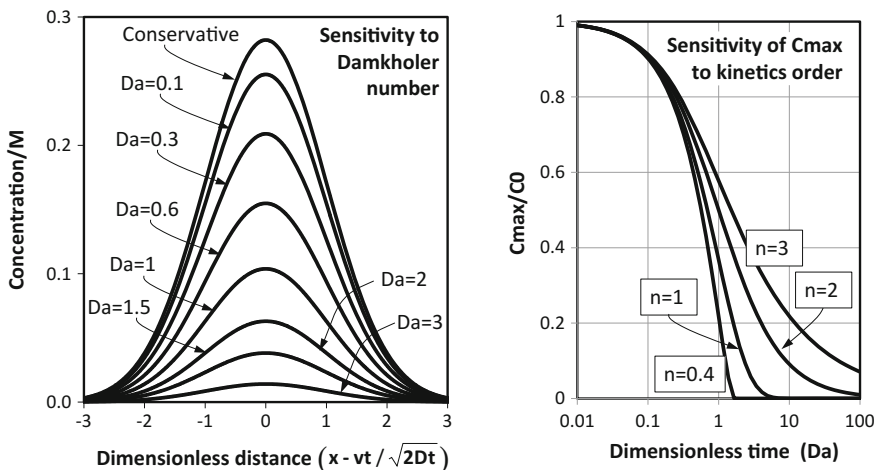 0.3
0.2
0.1
0.0
Concentration/M
Conservative
Da=0.1
Da=0.3
Da=0.6
Da=1
Da=1.5
Da=2
Da=3
Sensitivity to
Damkholer
number
-3
-2
-1
0
1
2
3
Dimensionless distance ( x - vt / √2Dt )
1
0.8
0.6
0.4
0.2
0
Cmax/C0
Sensitivity of Cmax
to kinetics order
n=3
n=1
n=2
n=0.4
0.01
0.1
1
10
100
Dimensionless time (Da)